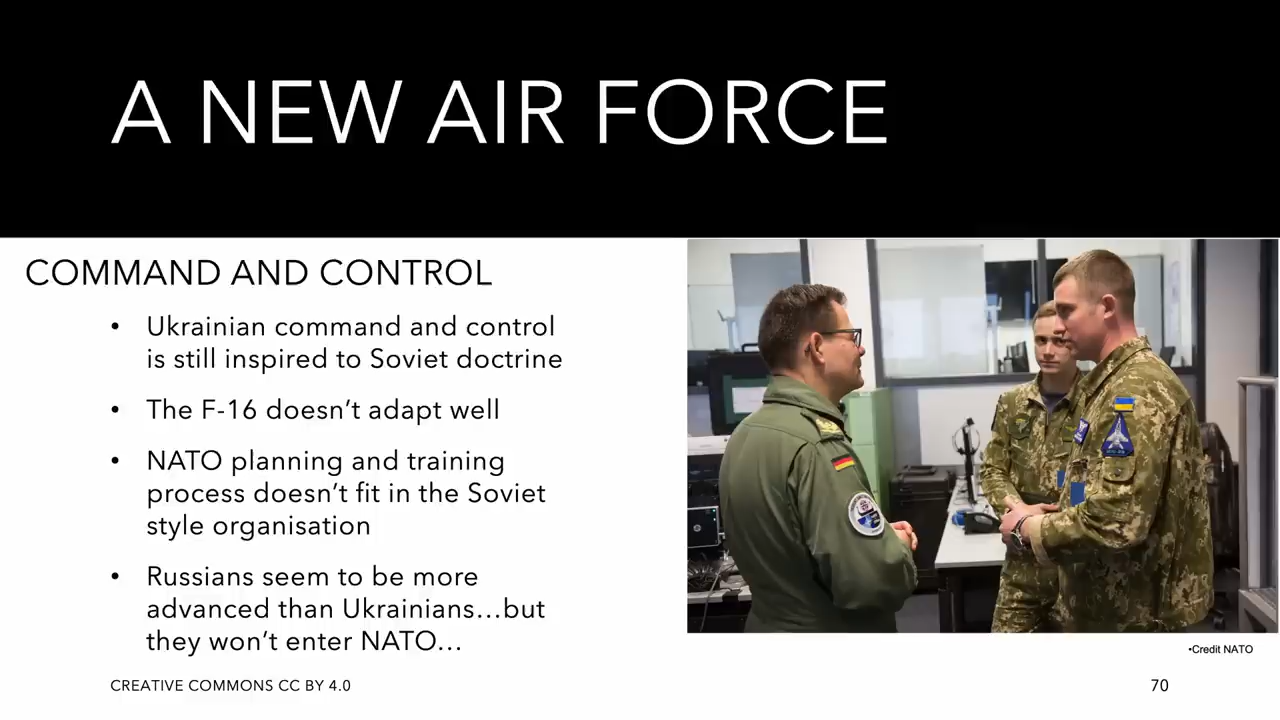 A NEW AIR FORCE
COMMAND AND CONTROL
• Ukrainian command and control
is still inspired to Soviet doctrine
• The F-16 doesn’t adapt well
• NATO planning and training
process doesn’t fit in the Soviet
style organisation
• Russians seem to be more
advanced than Ukrainians…but
they won’t enter NATO…
•Credit NATO
CREATIVE COMMONS CC BY 4.0
70